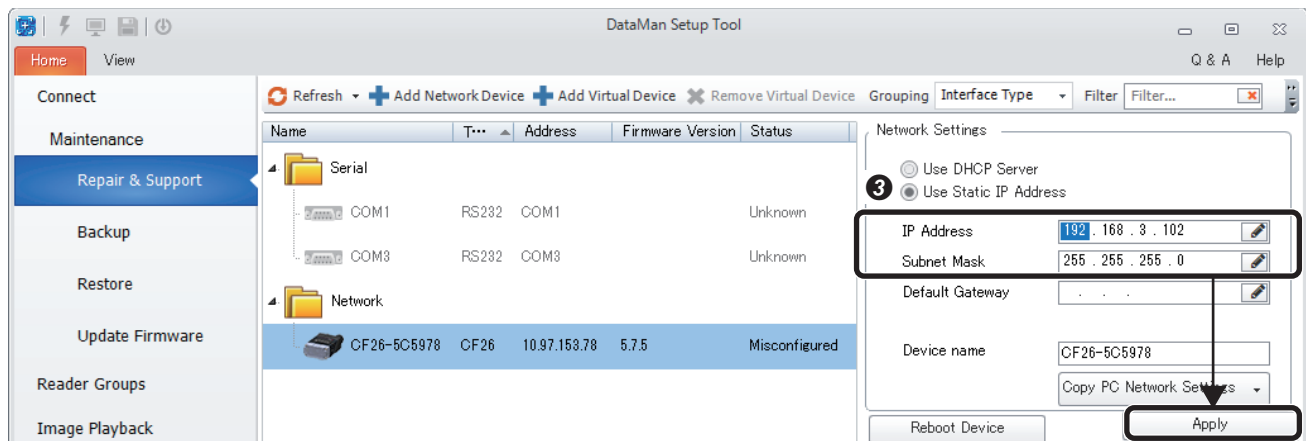 DataMan Setup Tool
Home View Q & A Help
Connect
Maintenance
Repair & Support
Backup
Restore
Update Firmware
Reader Groups
Image Playback
Refresh Add Network Device Add Virtual Device Remove Virtual Device Grouping Interface Type Filter Filter...
Name T··· Address Firmware Version Status
Serial
COM1 RS232 COM1 Unknown
COM3 RS232 COM3 Unknown
Network
CF26-5C5978 CF26 10.97.153.78 5.7.5 Misconfigured
Network Settings
Use DHCP Server
3 Use Static IP Address
IP Address 192 . 168 . 3 . 102
Subnet Mask 255 . 255 . 255 . 0
Default Gateway . . .
Device name CF26-5C5978
Copy PC Network Settings
Reboot Device Apply